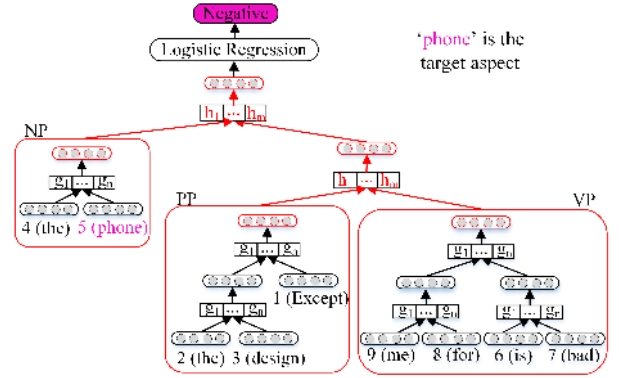 Negative
Logistic Regression
'phone' is the
target aspect
h1 ... hm
NP
g1 ... gn
4 (the) 5 (phone)
h ... hm
PP
g1 ... gn
1 (Except)
g1 ... gn
2 (the) 3 (design)
VP
g1 ... gn
g1 ... gn
g ... gn
9 (me) 8 (for) 6 (is) 7 (bad)